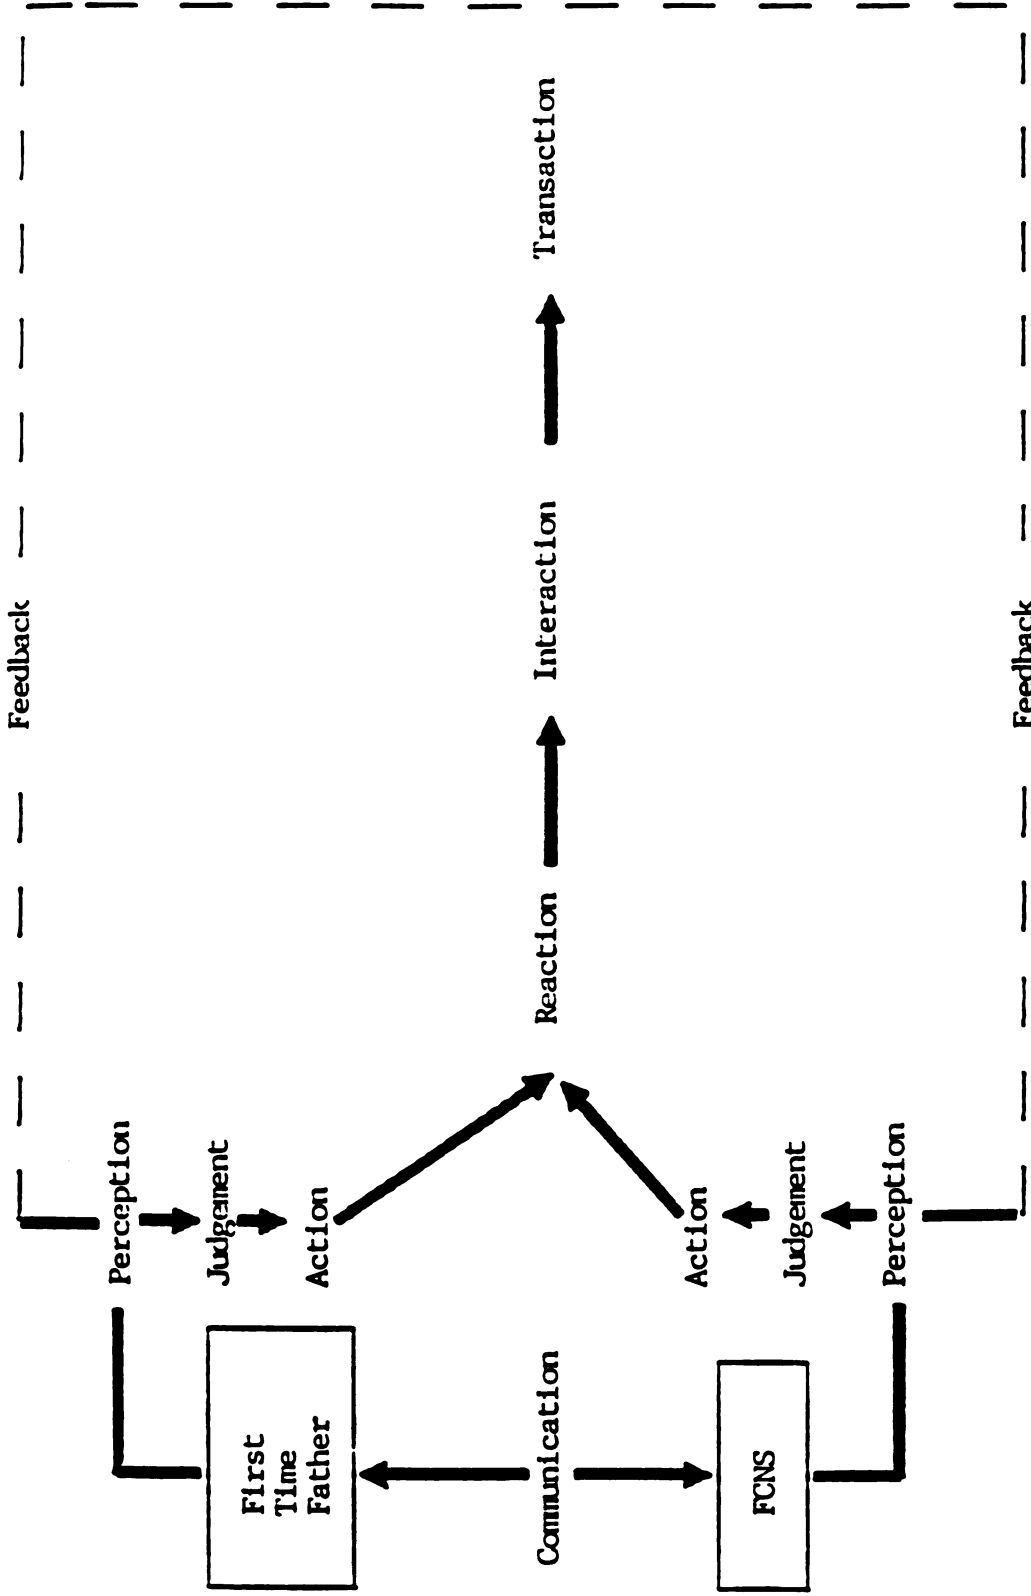 Feedback
Perception
Judgement
Action
First
Time
Father
Communication
Reaction
Interaction
Transaction
FCNS
Action
Judgement
Perception
Feedback